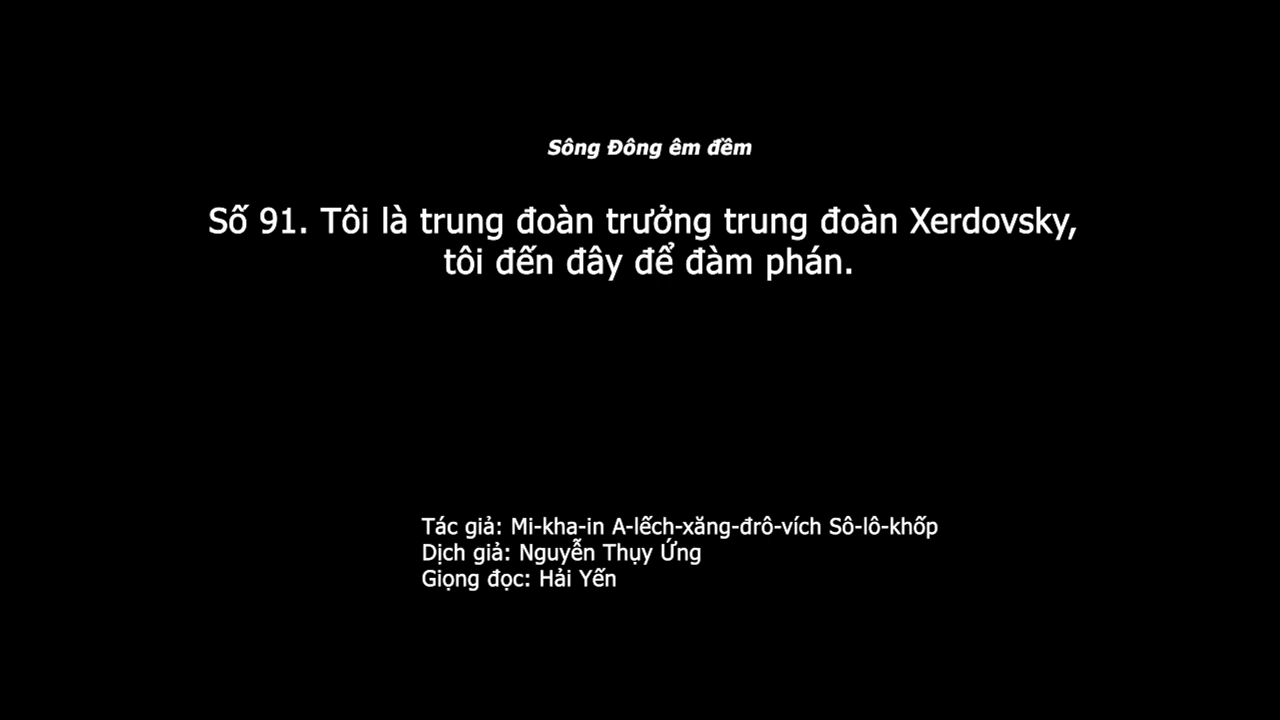 Sông Đông êm đềm
Số 91. Tôi là trung đoàn trưởng trung đoàn Xerdovsky,
tôi đến đây để đàm phán.
Tác giả: Mi-kha-in A-lếch-xăng-đrô-vích Sô-lô-khốp
Dịch giả: Nguyễn Thụy Ứng
Giọng đọc: Hải Yến